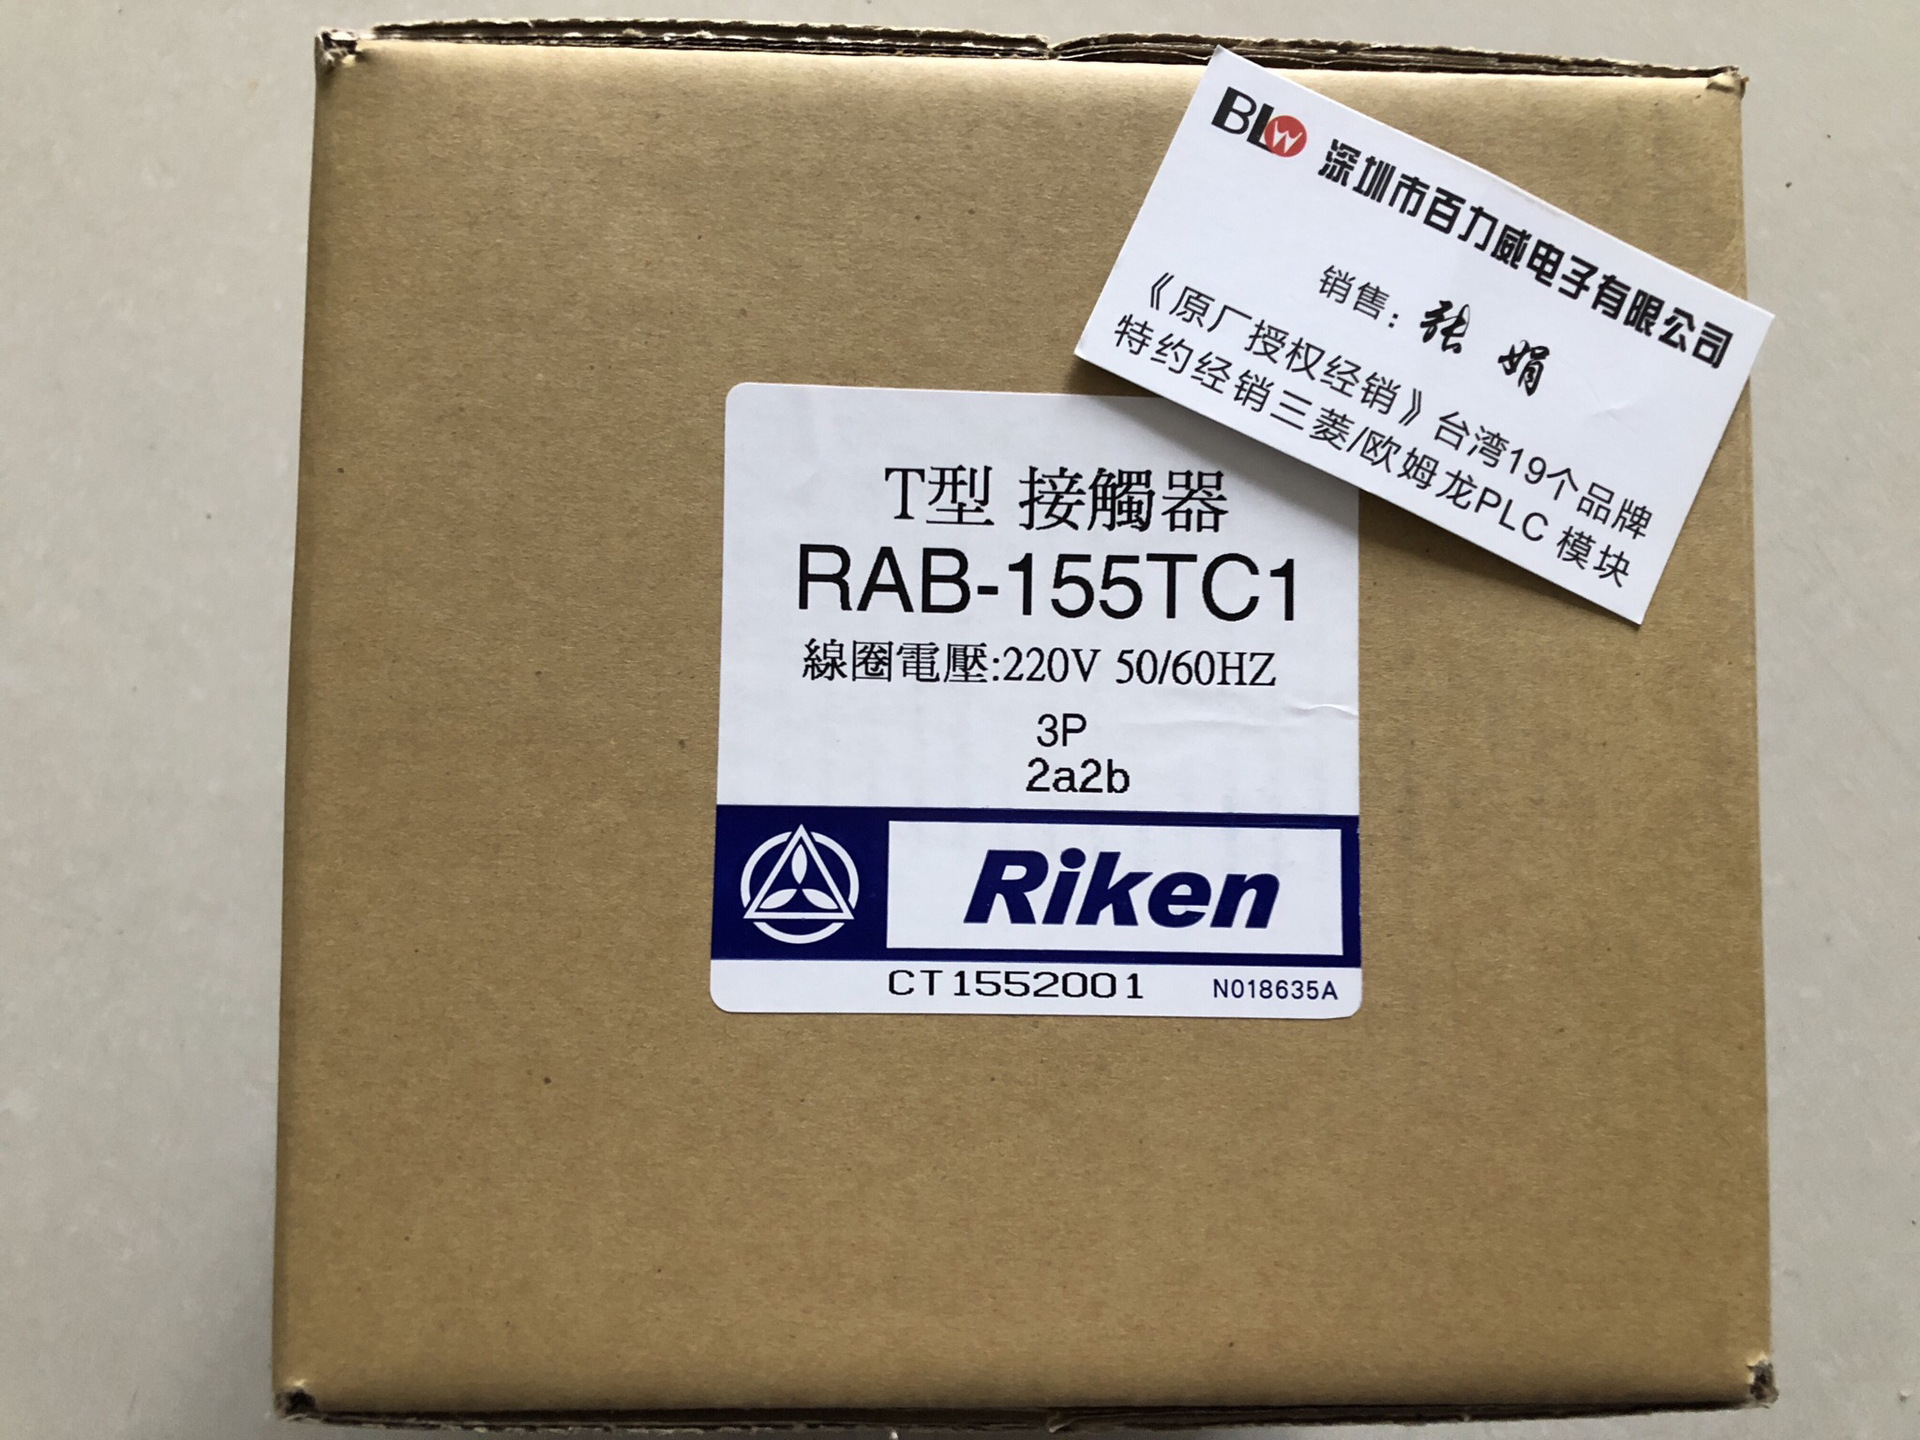 BLW 深圳市百力威电子有限公司
销售：张 娟
《原厂授权经销》台湾19个品牌
特约经销三菱/欧姆龙PLC 模块
T型 接觸器
RAB-155TC1
線圈電壓:220V 50/60HZ
3P
2a2b
Riken
CT1552001 N018635A